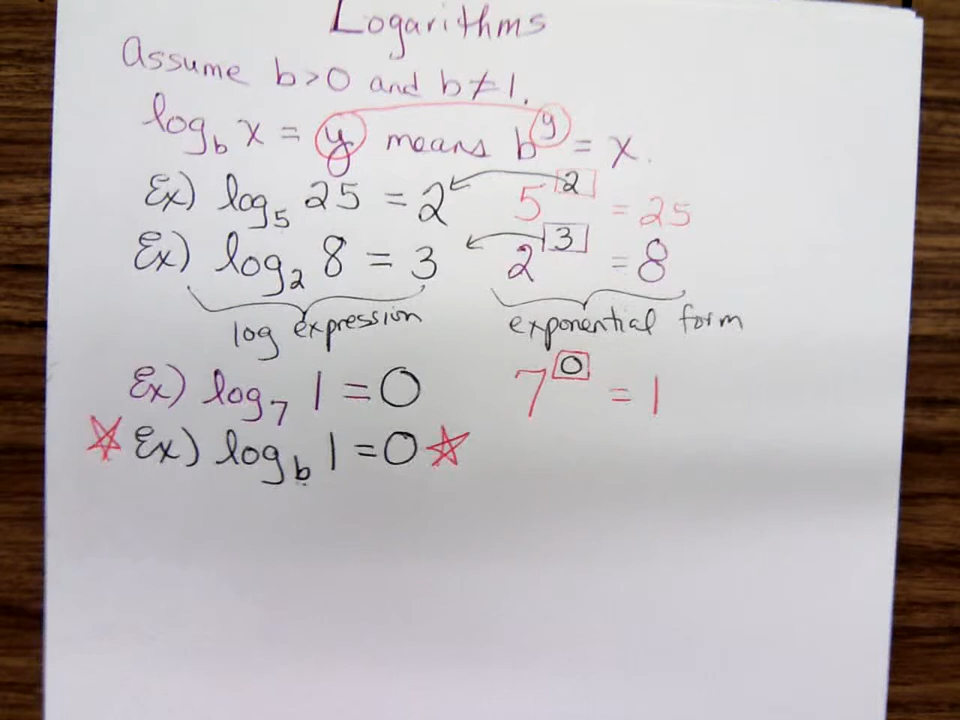 Logarithms
Assume b>0 and b≠1.
log_b x = y means b^y = x.
Ex) log_5 25 = 2 5^2 = 25
Ex) log_2 8 = 3 2^3 = 8
log expression exponential form
Ex) log_7 1 = 0 7^0 = 1
Ex) log_b 1 = 0